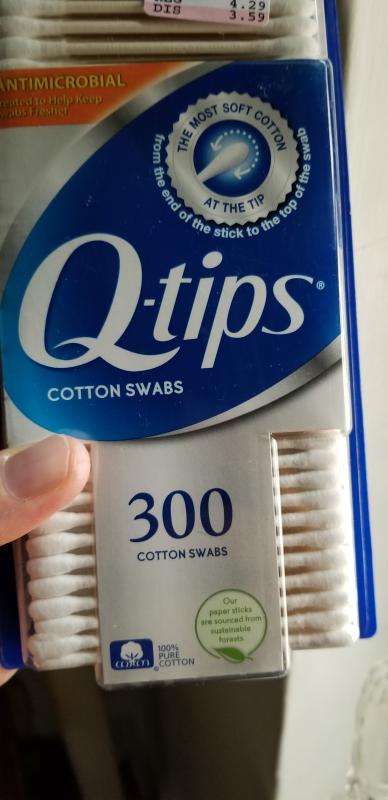 4.29
DIS 3.59
ANTIMICROBIAL
Treated to Help Keep
Swabs Fresher
THE MOST SOFT COTTON
AT THE TIP
from the end of the stick to the top of the swab
Q-tips®
COTTON SWABS
300
COTTON SWABS
Our
paper sticks
are sourced from
sustainable
forests.
cotton
100%
PURE
COTTON